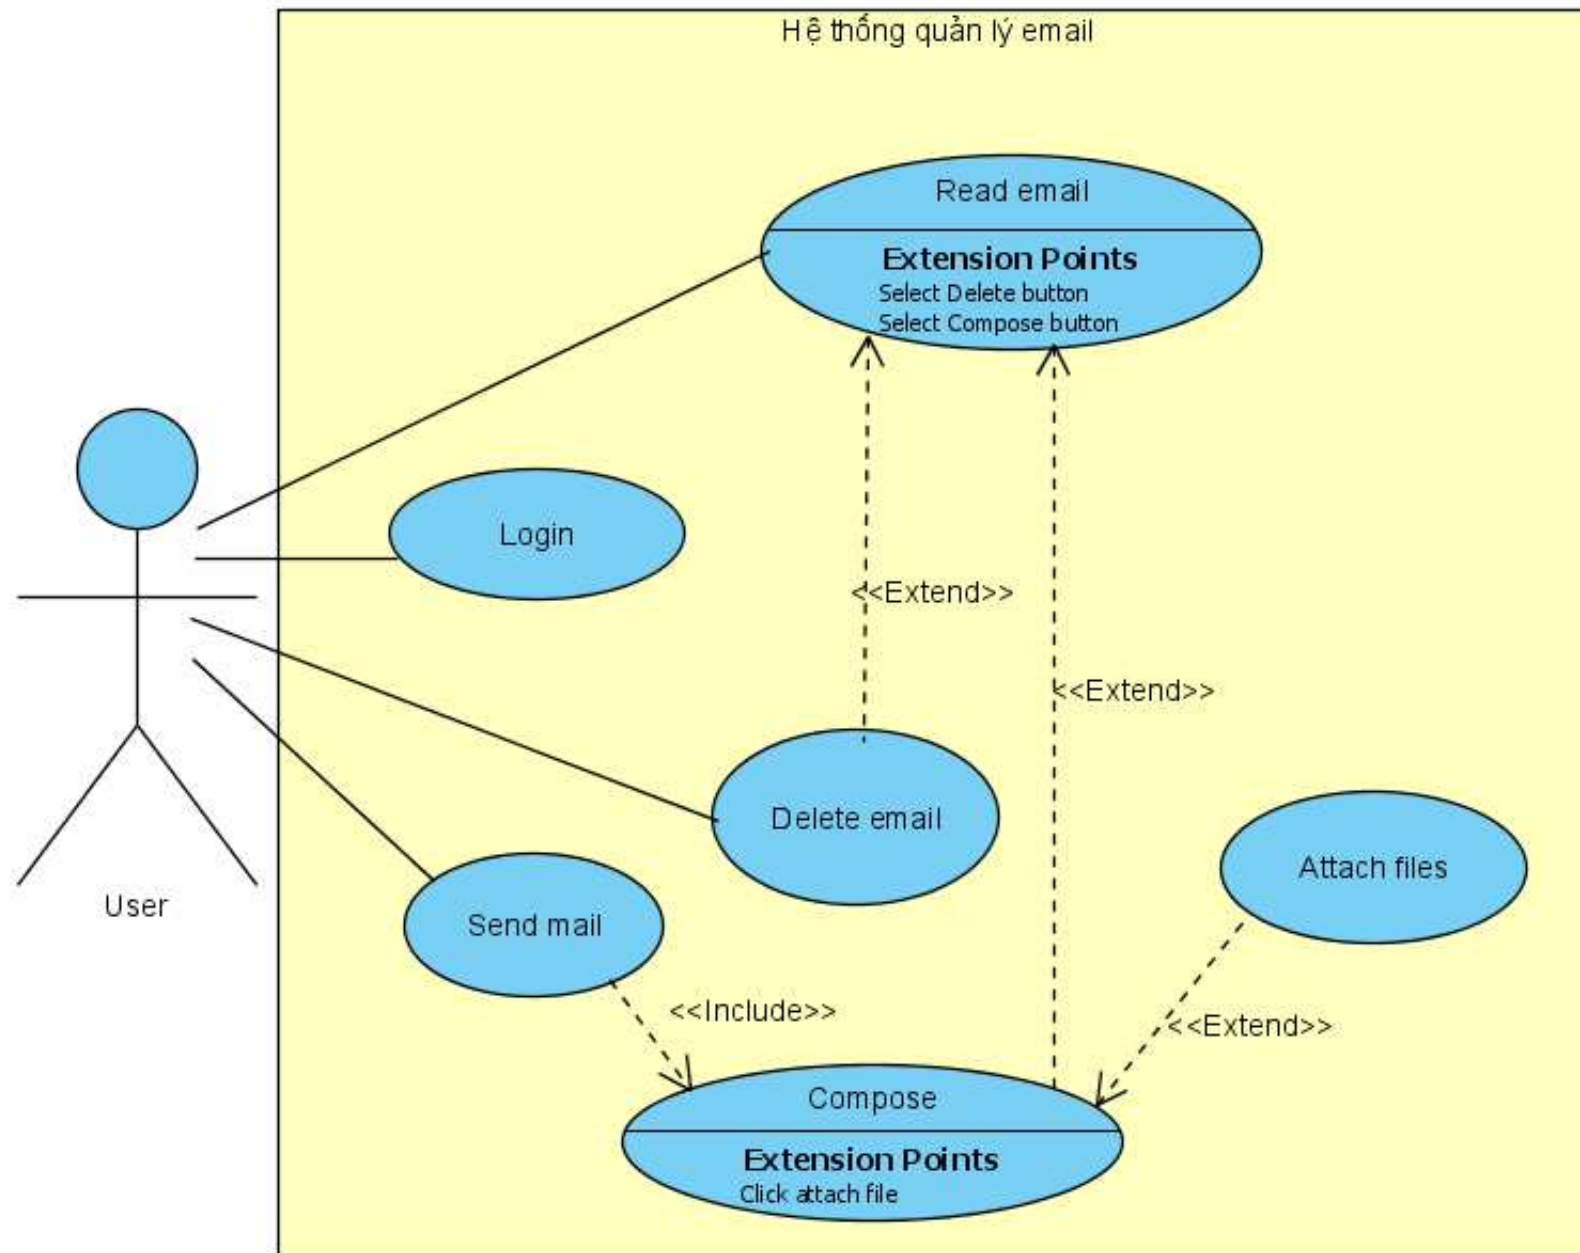 Hệ thống quản lý email
Read email
Extension Points
Select Delete button
Select Compose button
Login
<<Extend>>
<<Extend>>
Delete email
Attach files
User
Send mail
<<Include>>
<<Extend>>
Compose
Extension Points
Click attach file